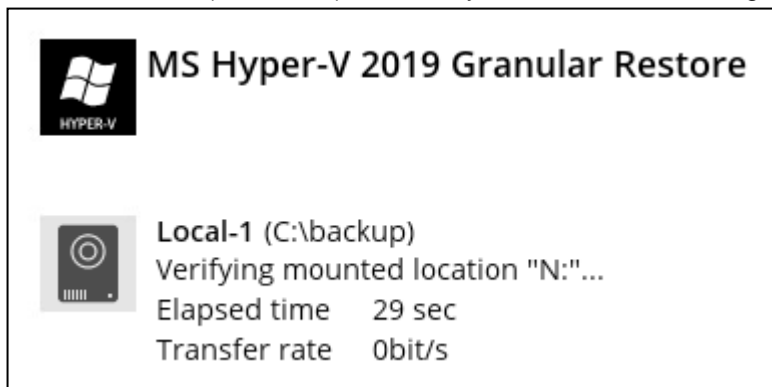 MS Hyper-V 2019 Granular Restore
HYPER-V
Local-1 (C:\backup)
Verifying mounted location "N:"...
Elapsed time 29 sec
Transfer rate 0bit/s